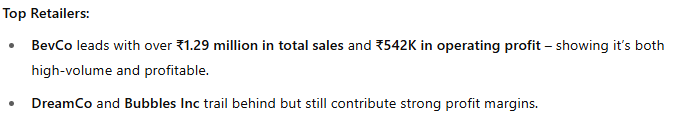 Top Retailers:
• BevCo leads with over ₹1.29 million in total sales and ₹542K in operating profit – showing it’s both
high-volume and profitable.
• DreamCo and Bubbles Inc trail behind but still contribute strong profit margins.